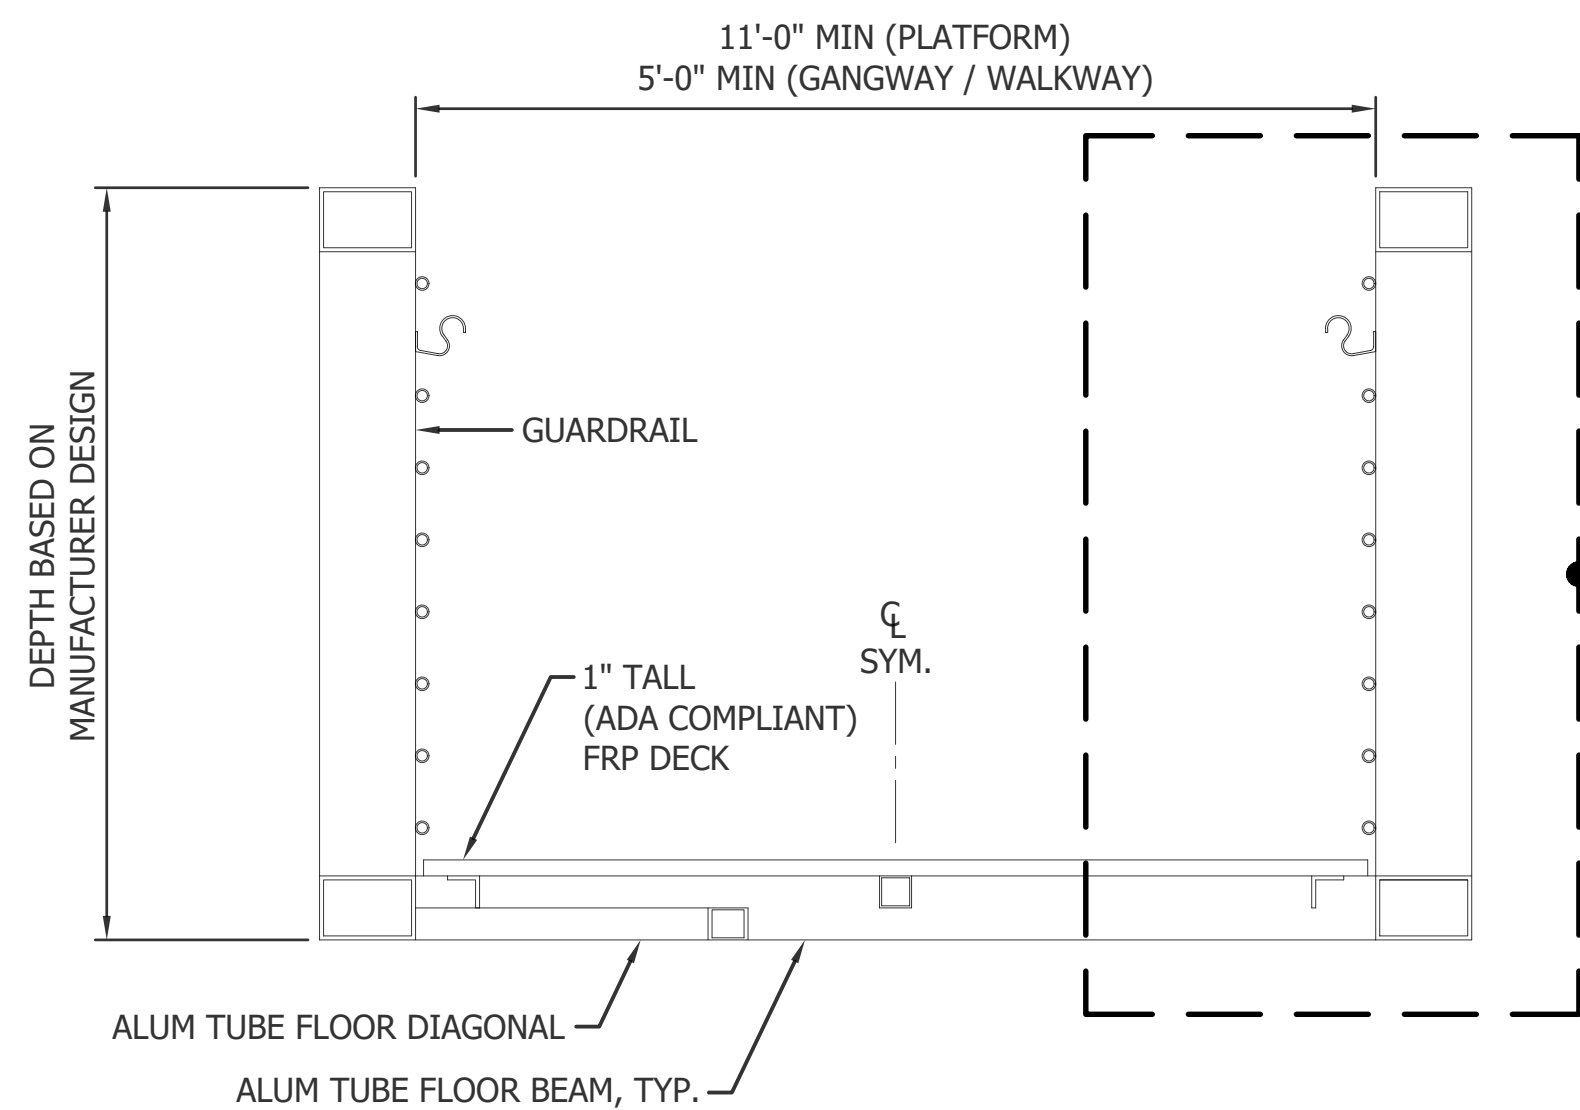 11'-0" MIN (PLATFORM)
5'-0" MIN (GANGWAY / WALKWAY)
DEPTH BASED ON
MANUFACTURER DESIGN
GUARDRAIL
℄
SYM.
1" TALL
(ADA COMPLIANT)
FRP DECK
ALUM TUBE FLOOR DIAGONAL
ALUM TUBE FLOOR BEAM, TYP.